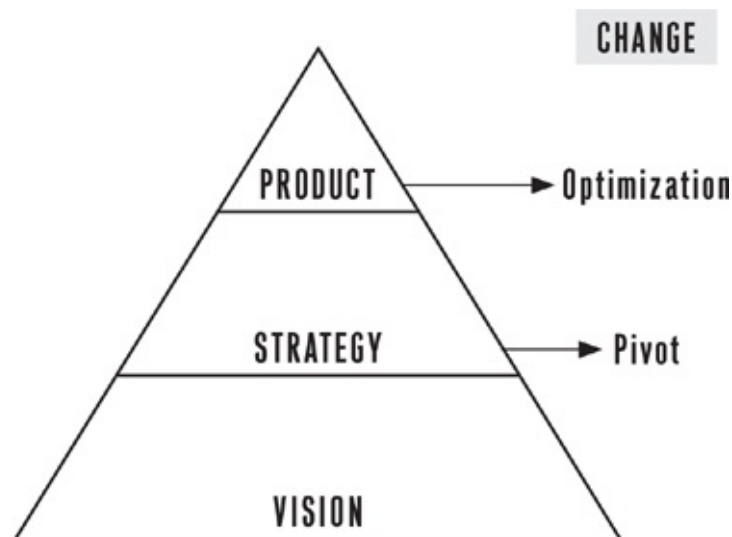 CHANGE
PRODUCT
Optimization
STRATEGY
Pivot
VISION